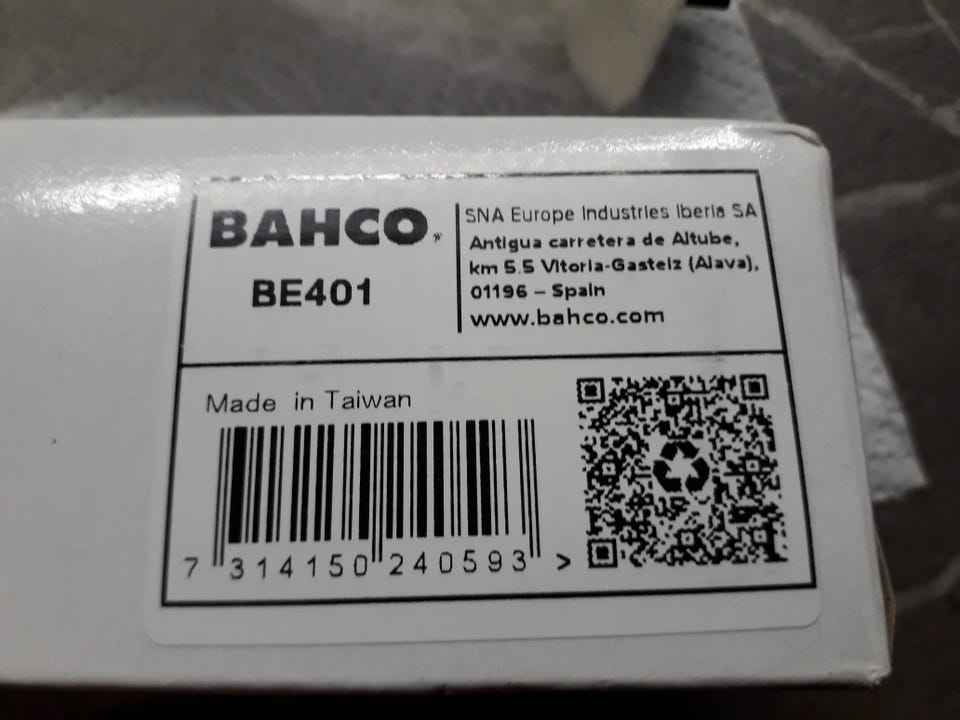 BAHCO®
BE401
SNA Europe Industries Iberia SA
Antigua carretera de Altube,
km 5.5 Vitoria-Gasteiz (Alava),
01196 – Spain
www.bahco.com
Made in Taiwan
7 314150 240593 >